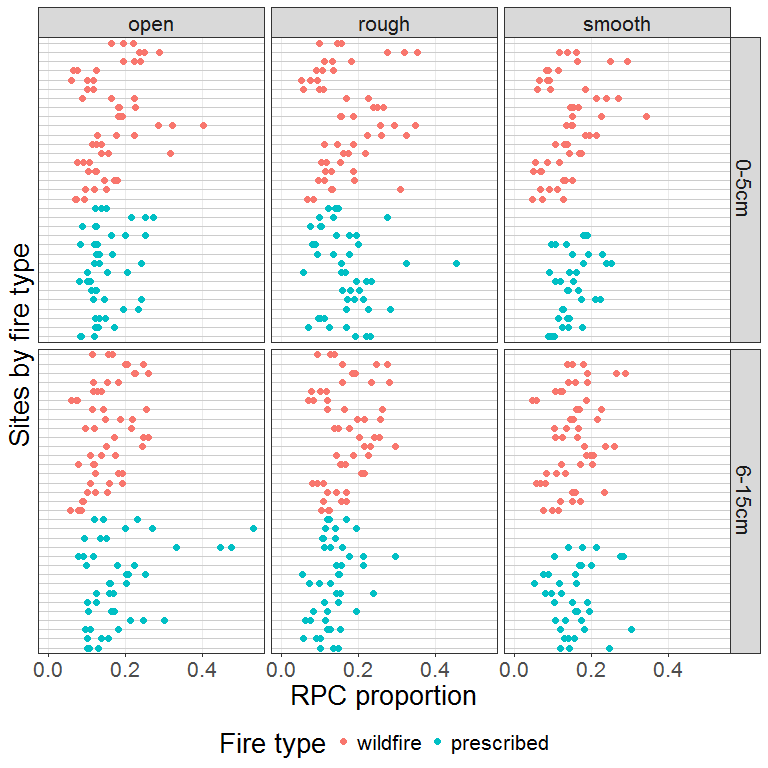 open rough smooth
0-5cm
6-15cm
Sites by fire type
0.0 0.2 0.4 0.0 0.2 0.4 0.0 0.2 0.4
RPC proportion
Fire type wildfire prescribed